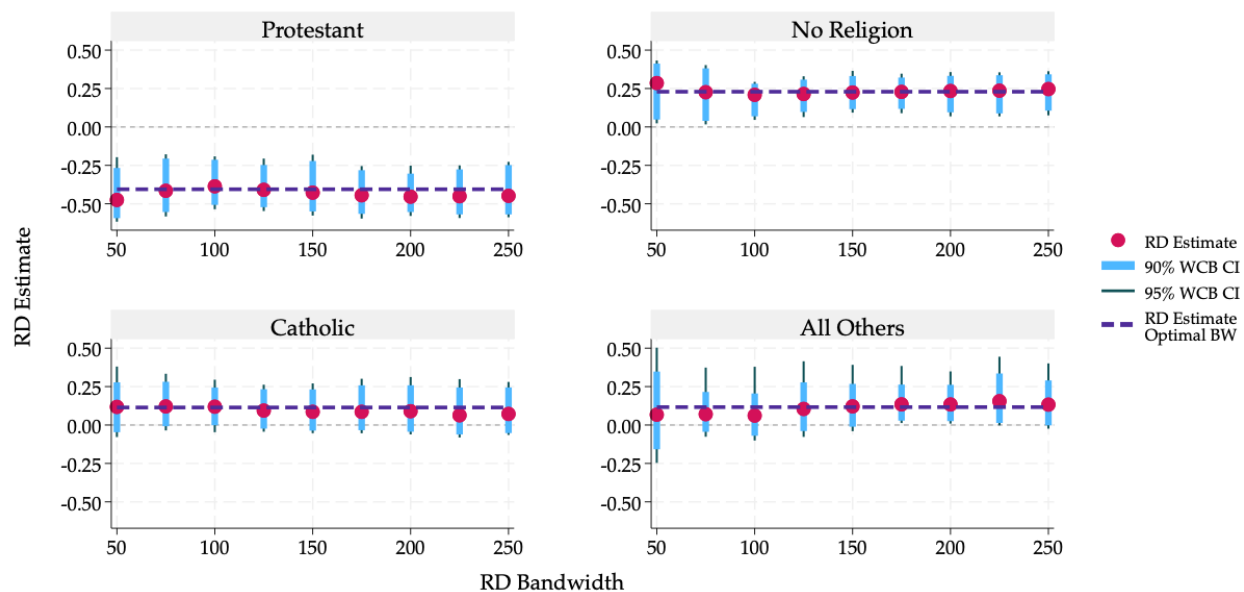 Protestant
0.50
0.25
0.00
-0.25
-0.50
50 100 150 200 250
No Religion
0.50
0.25
0.00
-0.25
-0.50
50 100 150 200 250
Catholic
0.50
0.25
0.00
-0.25
-0.50
50 100 150 200 250
All Others
0.50
0.25
0.00
-0.25
-0.50
50 100 150 200 250
RD Estimate
RD Bandwidth
RD Estimate
90% WCB CI
95% WCB CI
RD Estimate
Optimal BW